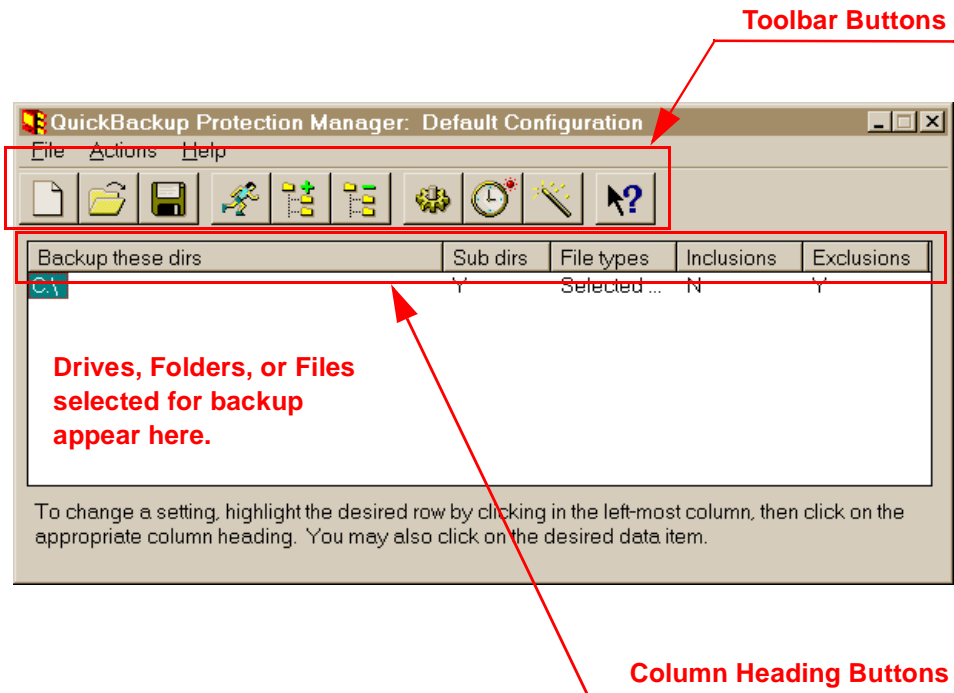 Toolbar Buttons
QuickBackup Protection Manager: Default Configuration
File Actions Help
Backup these dirs Sub dirs File types Inclusions Exclusions
C:\ Y Selected ... N Y
Drives, Folders, or Files
selected for backup
appear here.
To change a setting, highlight the desired row by clicking in the left-most column, then click on the
appropriate column heading. You may also click on the desired data item.
Column Heading Buttons